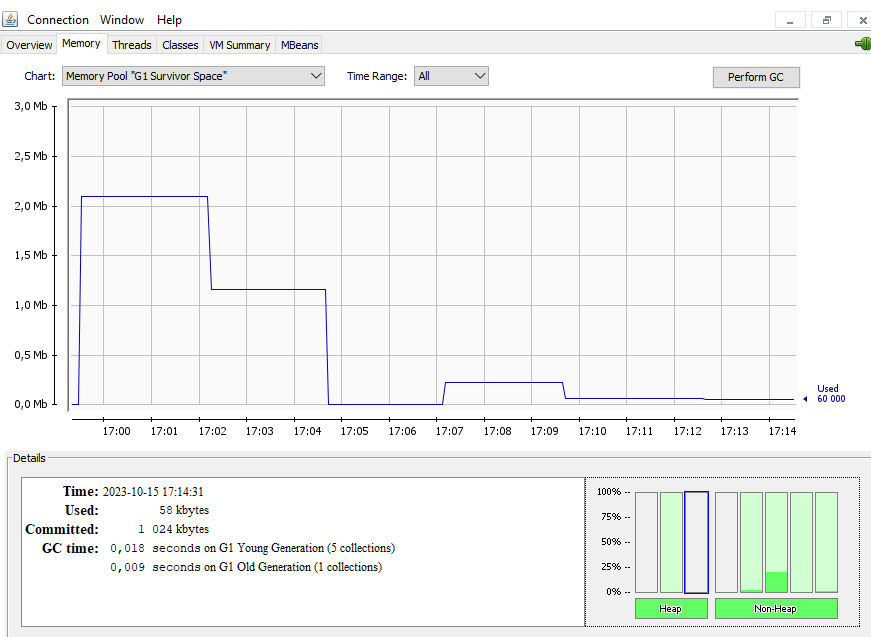 Connection Window Help
Overview Memory Threads Classes VM Summary MBeans
Chart: Memory Pool "G1 Survivor Space" Time Range: All Perform GC
3,0 Mb
2,5 Mb
2,0 Mb
1,5 Mb
1,0 Mb
0,5 Mb
0,0 Mb
Used
60 000
17:00 17:01 17:02 17:03 17:04 17:05 17:06 17:07 17:08 17:09 17:10 17:11 17:12 17:13 17:14
Details
Time: 2023-10-15 17:14:31
Used: 58 kbytes
Committed: 1 024 kbytes
GC time: 0,018 seconds on G1 Young Generation (5 collections)
0,009 seconds on G1 Old Generation (1 collections)
100% --
75% --
50% --
25% --
0% --
Heap Non-Heap